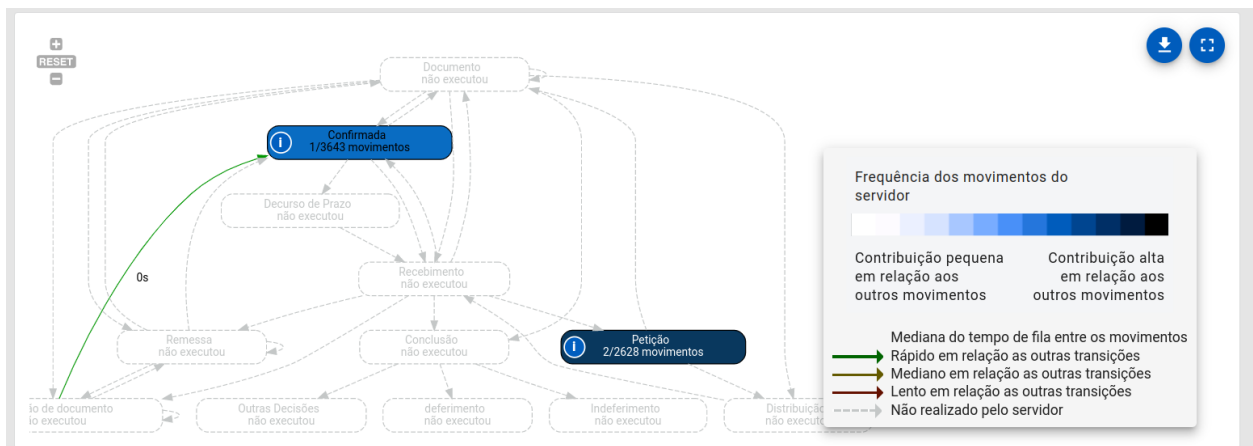 RESET
Documento
não executou
Confirmada
1/3643 movimentos
Decurso de Prazo
não executou
0s
Recebimento
não executou
Remessa
não executou
Conclusão
não executou
Petição
2/2628 movimentos
de documento
executou
Outras Decisões
não executou
deferimento
não executou
Indeferimento
não executou
Distribuição
não
Frequência dos movimentos do
servidor
Contribuição pequena
em relação aos
outros movimentos
Contribuição alta
em relação aos
outros movimentos
Mediana do tempo de fila entre os movimentos
Rápido em relação as outras transições
Mediano em relação as outras transições
Lento em relação as outras transições
Não realizado pelo servidor